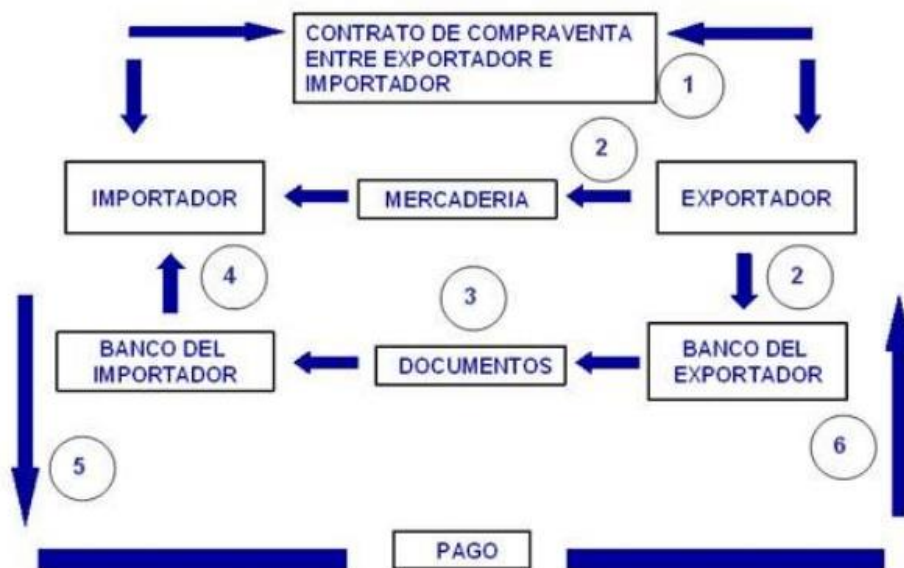 CONTRATO DE COMPRAVENTA
ENTRE EXPORTADOR E
IMPORTADOR
1
2
IMPORTADOR
MERCADERIA
EXPORTADOR
4
3
2
BANCO DEL
IMPORTADOR
DOCUMENTOS
BANCO DEL
EXPORTADOR
5
6
PAGO